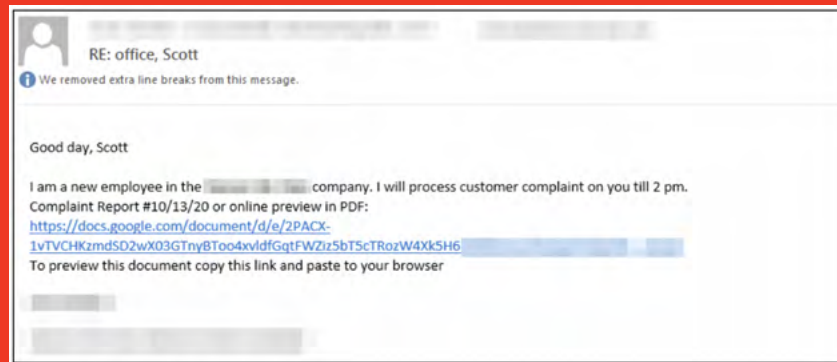 RE: office, Scott
We removed extra line breaks from this message.
Good day, Scott
I am a new employee in the company. I will process customer complaint on you till 2 pm.
Complaint Report #10/13/20 or online preview in PDF:
https://docs.google.com/document/d/e/2PACX-
1vTVCHKzmdSD2wX03GTnyBToo4xvldfGqtFWZiz5bT5cTRozW4Xk5H6
To preview this document copy this link and paste to your browser